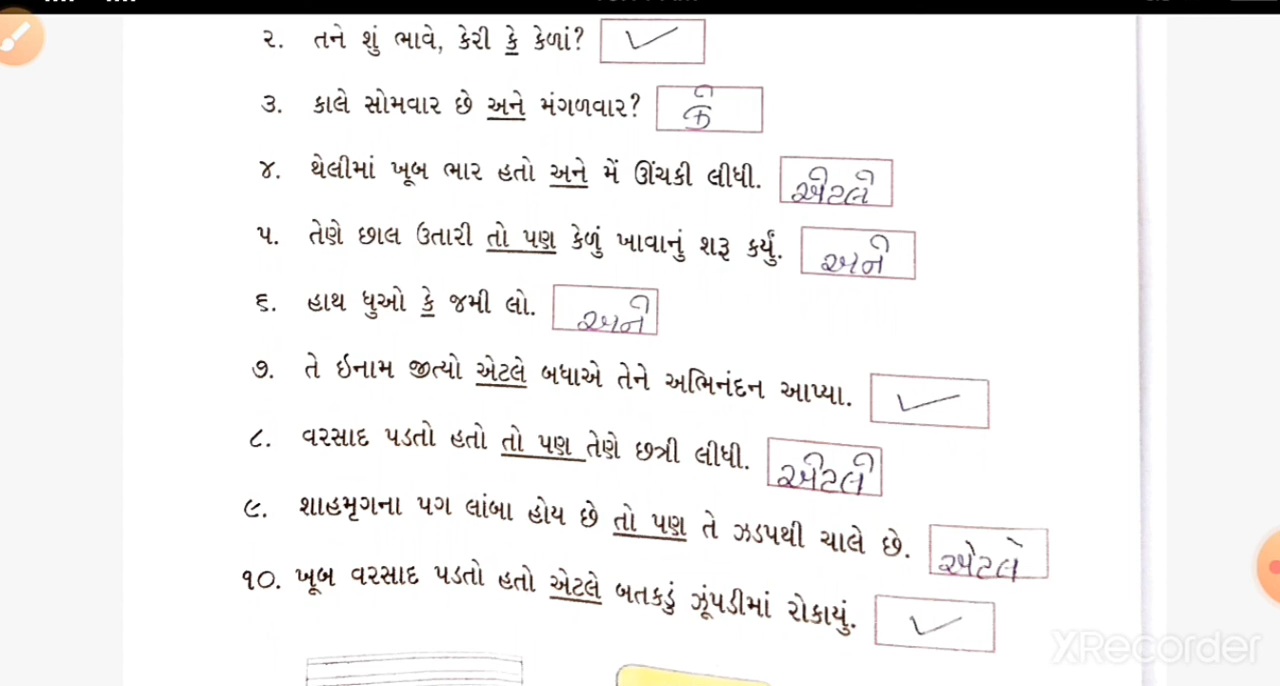 ૨. તને શું ભાવે, કેરી કે કેળાં? ✓
૩. કાલે સોમવાર છે અને મંગળવાર? કે
૪. થેલીમાં ખૂબ ભાર હતો અને મેં ઊંચકી લીધી. એટલે
૫. તેણે છાલ ઉતારી તો પણ કેળું ખાવાનું શરૂ કર્યું. અને
૬. હાથ ધુઓ કે જમી લો. અને
૭. તે ઇનામ જીત્યો એટલે બધાએ તેને અભિનંદન આપ્યા. ✓
૮. વરસાદ પડતો હતો તો પણ તેણે છત્રી લીધી. એટલે
૯. શાહમૃગના પગ લાંબા હોય છે તો પણ તે ઝડપથી ચાલે છે. એટલે
૧૦. ખૂબ વરસાદ પડતો હતો એટલે બતકડું ઝૂંપડીમાં રોકાયું. ✓
XRecorder